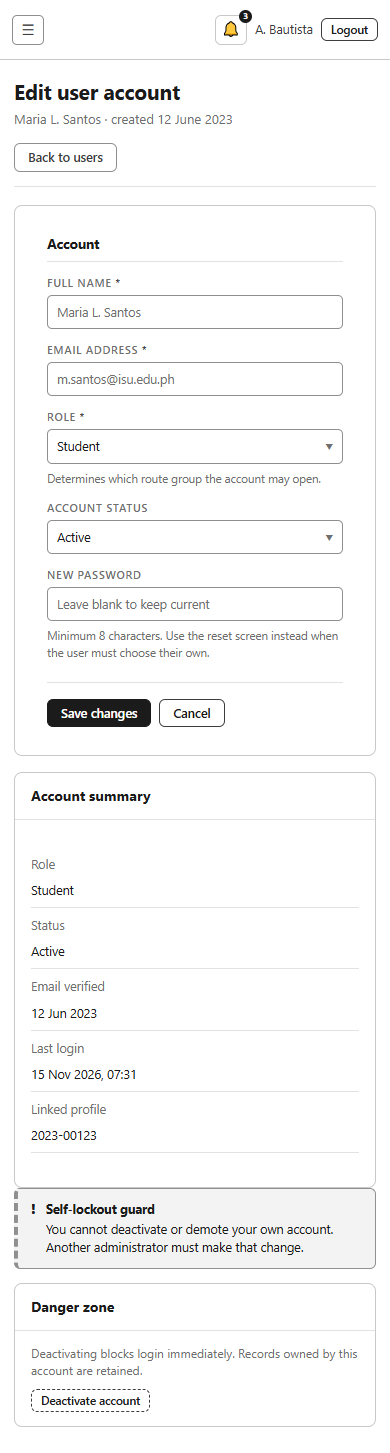 ☰
3
A. Bautista
Logout
Edit user account
Maria L. Santos · created 12 June 2023
Back to users
Account
FULL NAME *
Maria L. Santos
EMAIL ADDRESS *
m.santos@isu.edu.ph
ROLE *
Student
Determines which route group the account may open.
ACCOUNT STATUS
Active
NEW PASSWORD
Leave blank to keep current
Minimum 8 characters. Use the reset screen instead when
the user must choose their own.
Save changes
Cancel
Account summary
Role
Student
Status
Active
Email verified
12 Jun 2023
Last login
15 Nov 2026, 07:31
Linked profile
2023-00123
! Self-lockout guard
You cannot deactivate or demote your own account.
Another administrator must make that change.
Danger zone
Deactivating blocks login immediately. Records owned by this
account are retained.
Deactivate account